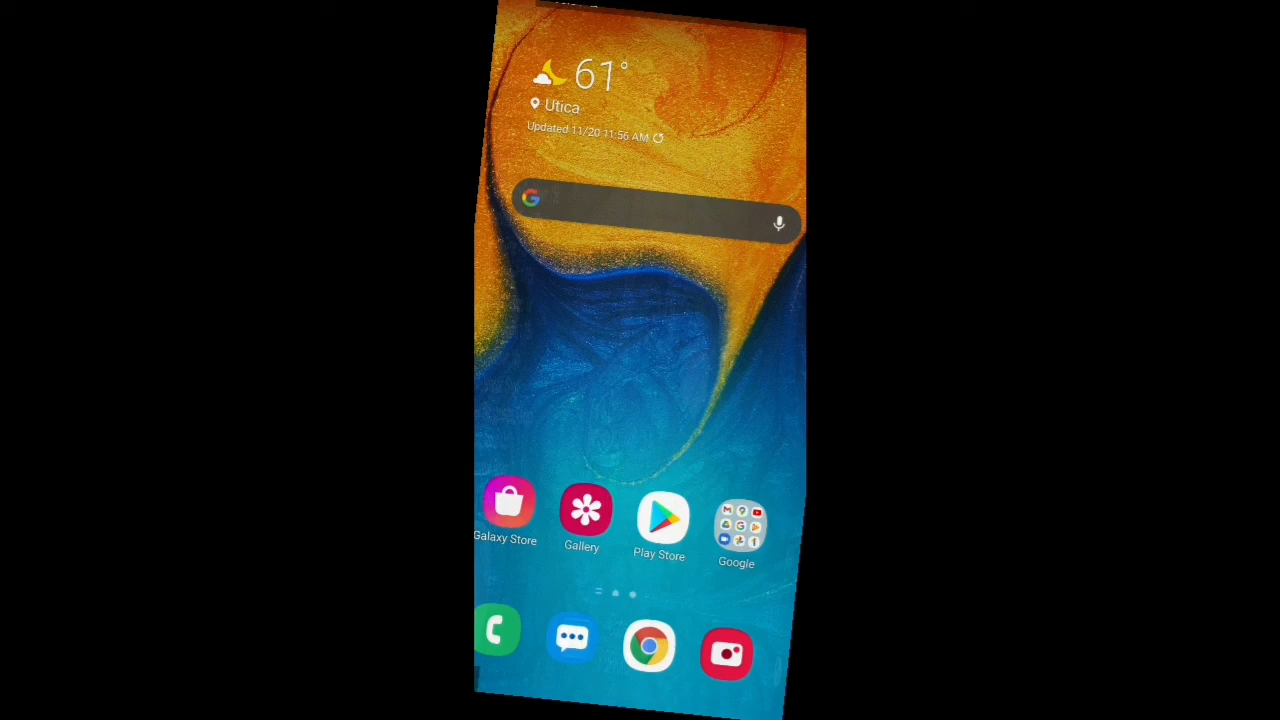 61°
Utica
Updated 11/20 11:56 AM
Galaxy Store
Gallery
Play Store
Google